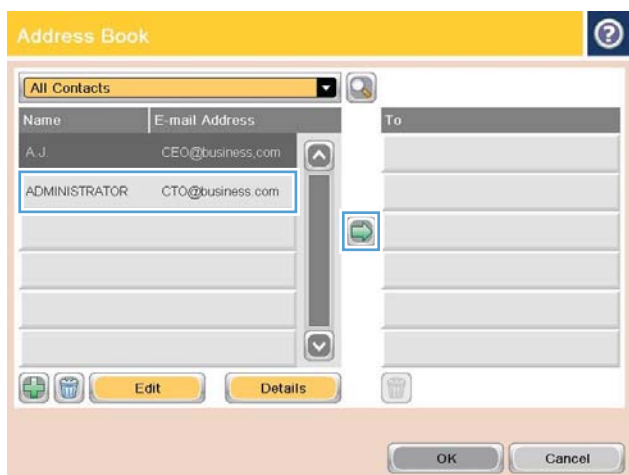 Address Book
?
All Contacts
Name E-mail Address To
A.J. CEO@business,com
ADMINISTRATOR CTO@business.com
Edit Details
OK Cancel